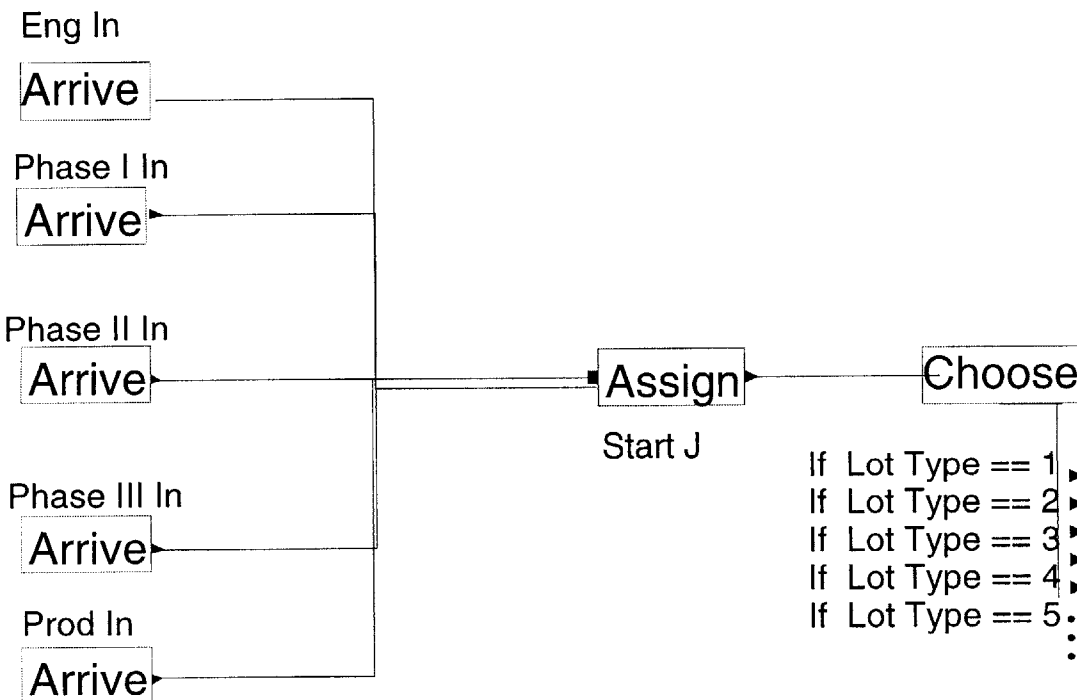 Eng In
Arrive
Phase I In
Arrive
Phase II In
Arrive
Phase III In
Arrive
Prod In
Arrive
Assign
Start J
Choose
If Lot Type == 1
If Lot Type == 2
If Lot Type == 3
If Lot Type == 4
If Lot Type == 5